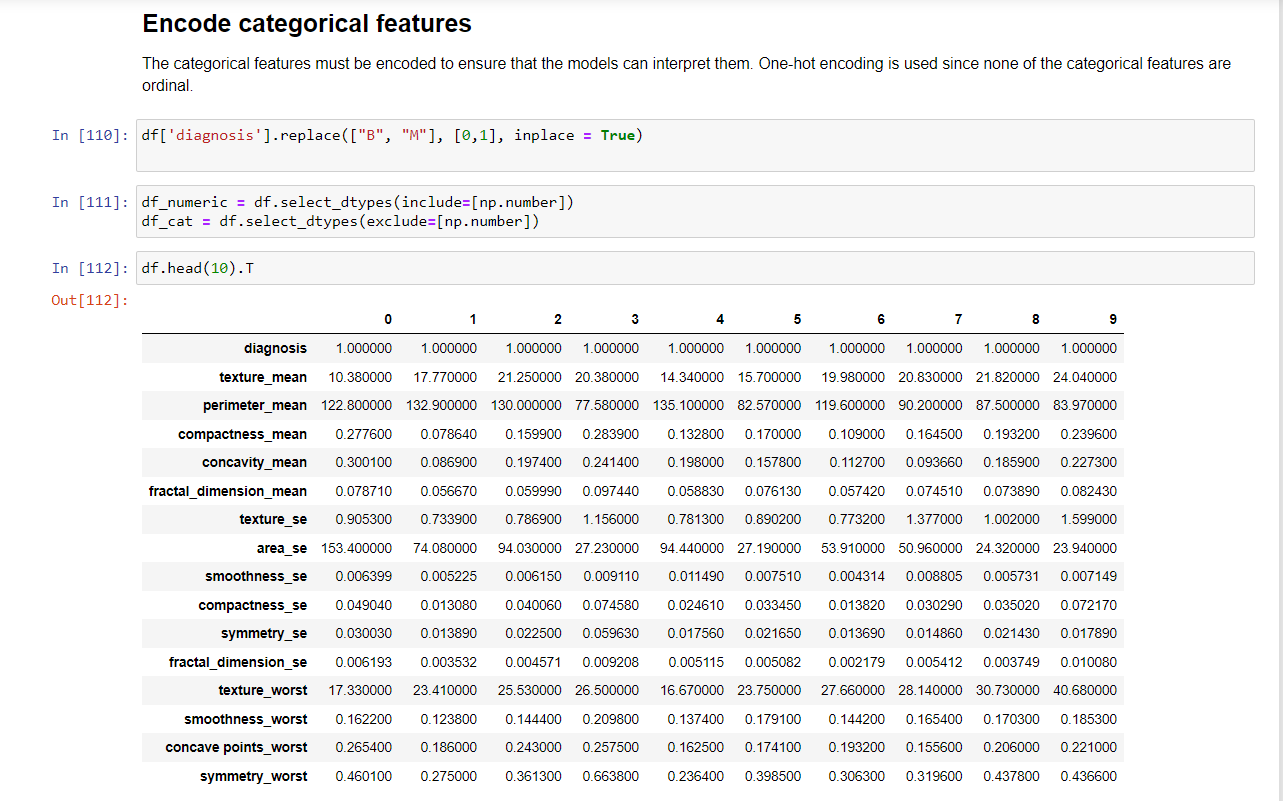 Encode categorical features
The categorical features must be encoded to ensure that the models can interpret them. One-hot encoding is used since none of the categorical features are
ordinal.
In [110]: df['diagnosis'].replace(["B", "M"], [0,1], inplace = True)
In [111]: df_numeric = df.select_dtypes(include=[np.number])
df_cat = df.select_dtypes(exclude=[np.number])
In [112]: df.head(10).T
Out[112]:
0 1 2 3 4 5 6 7 8 9
diagnosis 1.000000 1.000000 1.000000 1.000000 1.000000 1.000000 1.000000 1.000000 1.000000 1.000000
texture_mean 10.380000 17.770000 21.250000 20.380000 14.340000 15.700000 19.980000 20.830000 21.820000 24.040000
perimeter_mean 122.800000 132.900000 130.000000 77.580000 135.100000 82.570000 119.600000 90.200000 87.500000 83.970000
compactness_mean 0.277600 0.078640 0.159900 0.283900 0.132800 0.170000 0.109000 0.164500 0.193200 0.239600
concavity_mean 0.300100 0.086900 0.197400 0.241400 0.198000 0.157800 0.112700 0.093660 0.185900 0.227300
fractal_dimension_mean 0.078710 0.056670 0.059990 0.097440 0.058830 0.076130 0.057420 0.074510 0.073890 0.082430
texture_se 0.905300 0.733900 0.786900 1.156000 0.781300 0.890200 0.773200 1.377000 1.002000 1.599000
area_se 153.400000 74.080000 94.030000 27.230000 94.440000 27.190000 53.910000 50.960000 24.320000 23.940000
smoothness_se 0.006399 0.005225 0.006150 0.009110 0.011490 0.007510 0.004314 0.008805 0.005731 0.007149
compactness_se 0.049040 0.013080 0.040060 0.074580 0.024610 0.033450 0.013820 0.030290 0.035020 0.072170
symmetry_se 0.030030 0.013890 0.022500 0.059630 0.017560 0.021650 0.013690 0.014860 0.021430 0.017890
fractal_dimension_se 0.006193 0.003532 0.004571 0.009208 0.005115 0.005082 0.002179 0.005412 0.003749 0.010080
texture_worst 17.330000 23.410000 25.530000 26.500000 16.670000 23.750000 27.660000 28.140000 30.730000 40.680000
smoothness_worst 0.162200 0.123800 0.144400 0.209800 0.137400 0.179100 0.144200 0.165400 0.170300 0.185300
concave points_worst 0.265400 0.186000 0.243000 0.257500 0.162500 0.174100 0.193200 0.155600 0.206000 0.221000
symmetry_worst 0.460100 0.275000 0.361300 0.663800 0.236400 0.398500 0.306300 0.319600 0.437800 0.436600